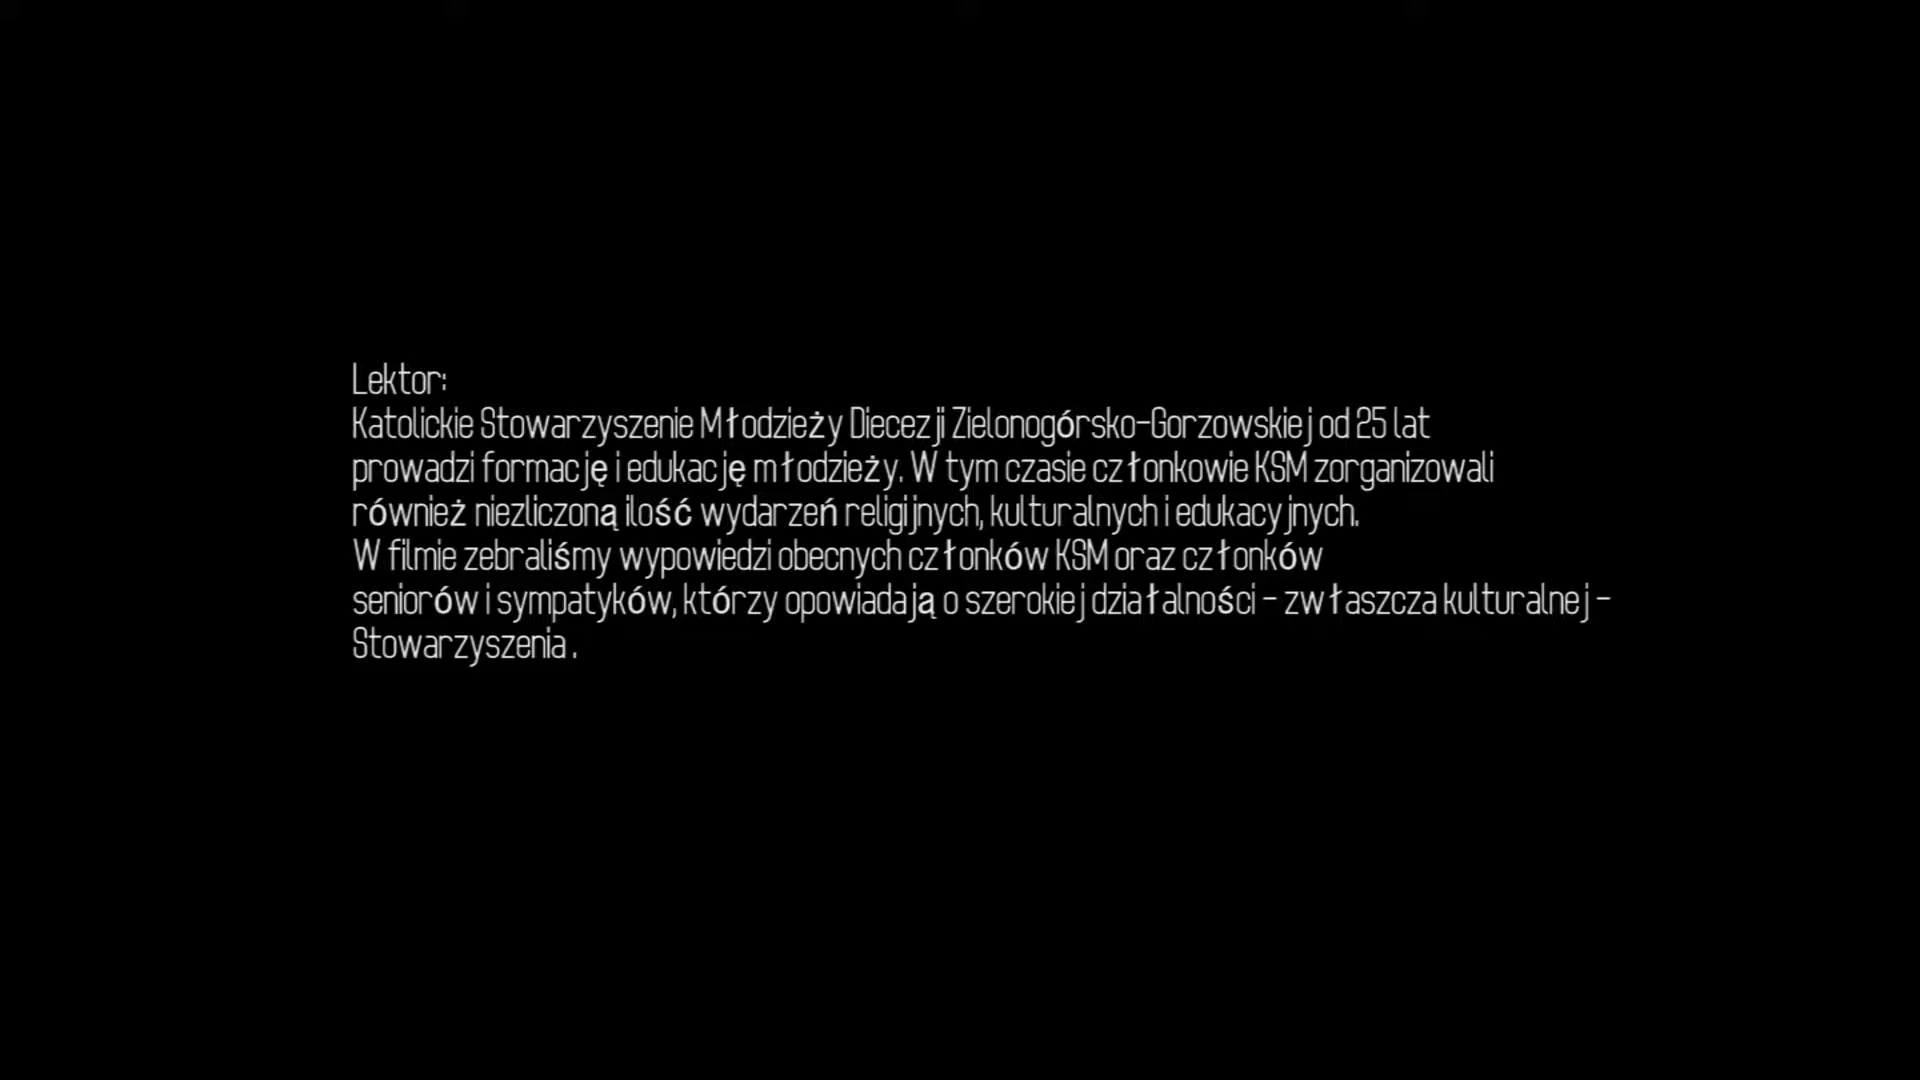 Lektor:
Katolickie Stowarzyszenie Młodzieży Diecezji Zielonogórsko-Gorzowskiej od 25 lat
prowadzi formację i edukację młodzieży. W tym czasie członkowie KSM zorganizowali
również niezliczoną ilość wydarzeń religijnych, kulturalnych i edukacyjnych.
W filmie zebraliśmy wypowiedzi obecnych członków KSM oraz członków
seniorów i sympatyków, którzy opowiadają o szerokiej działalności - zwłaszcza kulturalnej -
Stowarzyszenia .